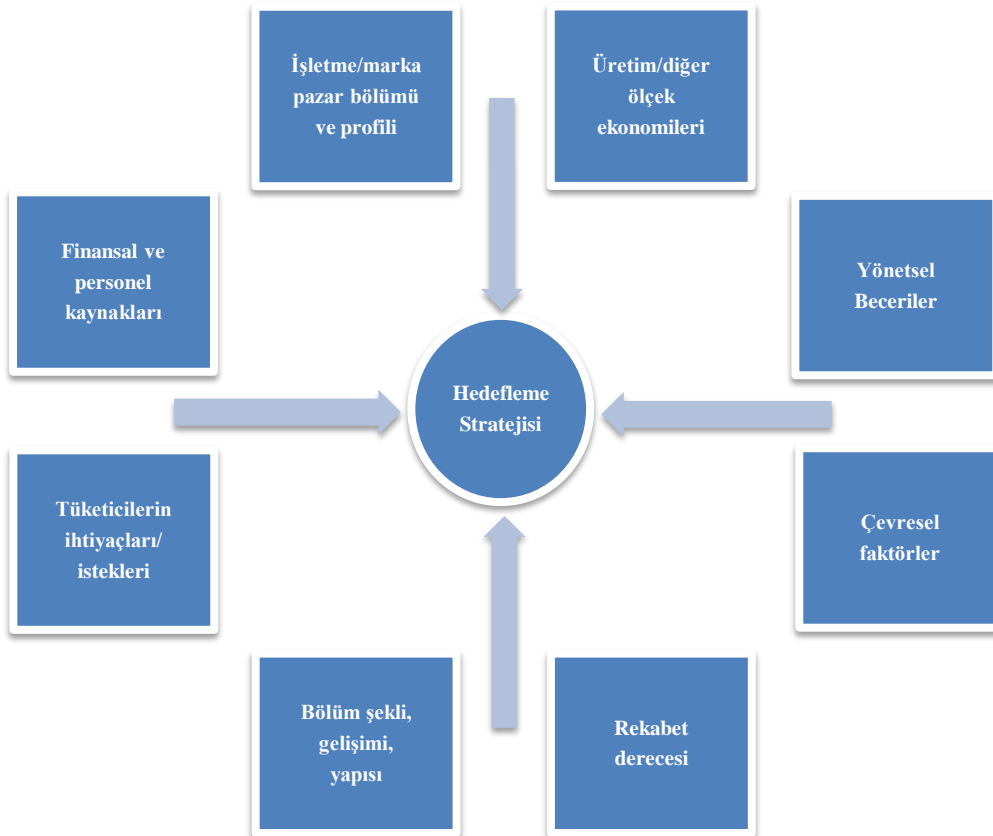 İşletme/marka
pazar bölümü
ve profili
Üretim/diğer
ölçek
ekonomileri
Finansal ve
personel
kaynakları
Yönetsel
Beceriler
Hedefleme
Stratejisi
Tüketicilerin
ihtiyaçları/
istekleri
Çevresel
faktörler
Bölüm şekli,
gelişimi,
yapısı
Rekabet
derecesi